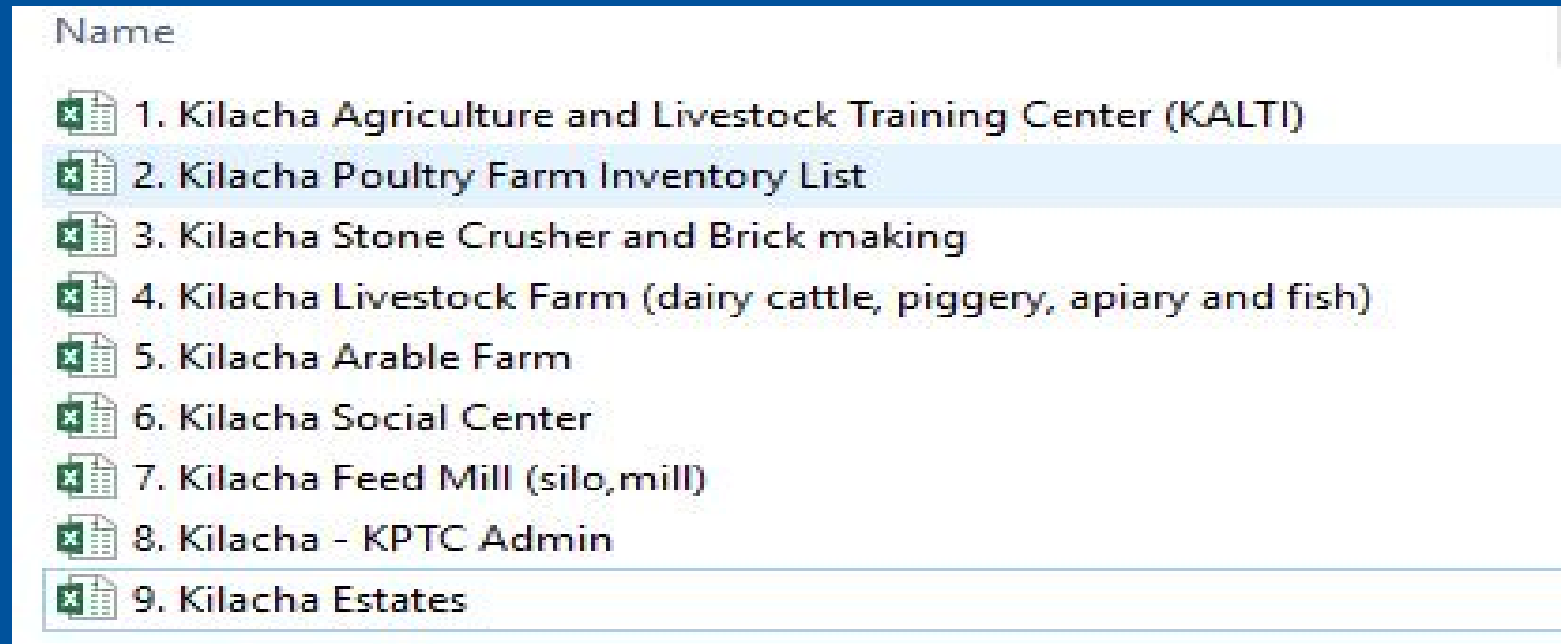 Name
1. Kilacha Agriculture and Livestock Training Center (KALTI)
2. Kilacha Poultry Farm Inventory List
3. Kilacha Stone Crusher and Brick making
4. Kilacha Livestock Farm (dairy cattle, piggery, apiary and fish)
5. Kilacha Arable Farm
6. Kilacha Social Center
7. Kilacha Feed Mill (silo,mill)
8. Kilacha - KPTC Admin
9. Kilacha Estates